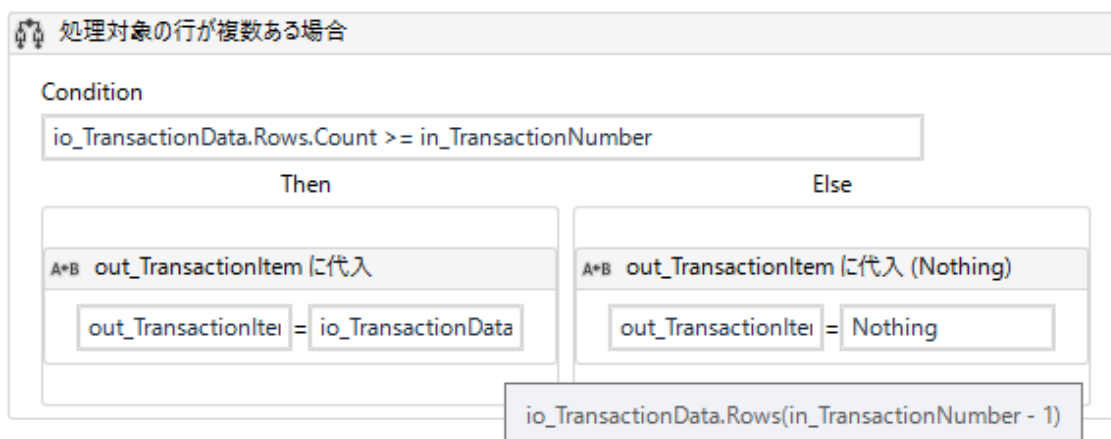 処理対象の行が複数ある場合
Condition
io_TransactionData.Rows.Count >= in_TransactionNumber
Then
Else
A+B out_TransactionItem に代入
A+B out_TransactionItem に代入 (Nothing)
out_TransactionIte = io_TransactionData
out_TransactionIte = Nothing
io_TransactionData.Rows(in_TransactionNumber - 1)